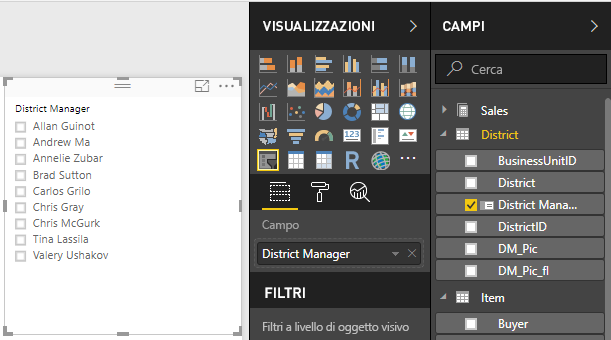 District Manager
Allan Guinot
Andrew Ma
Annelie Zubar
Brad Sutton
Carlos Grilo
Chris Gray
Chris McGurk
Tina Lassila
Valery Ushakov
VISUALIZZAZIONI
123
R
Campo
District Manager
FILTRI
Filtri a livello di oggetto visivo
CAMPI
Cerca
Sales
District
BusinessUnitID
District
District Mana...
DistrictID
DM_Pic
DM_Pic_fl
Item
Buyer